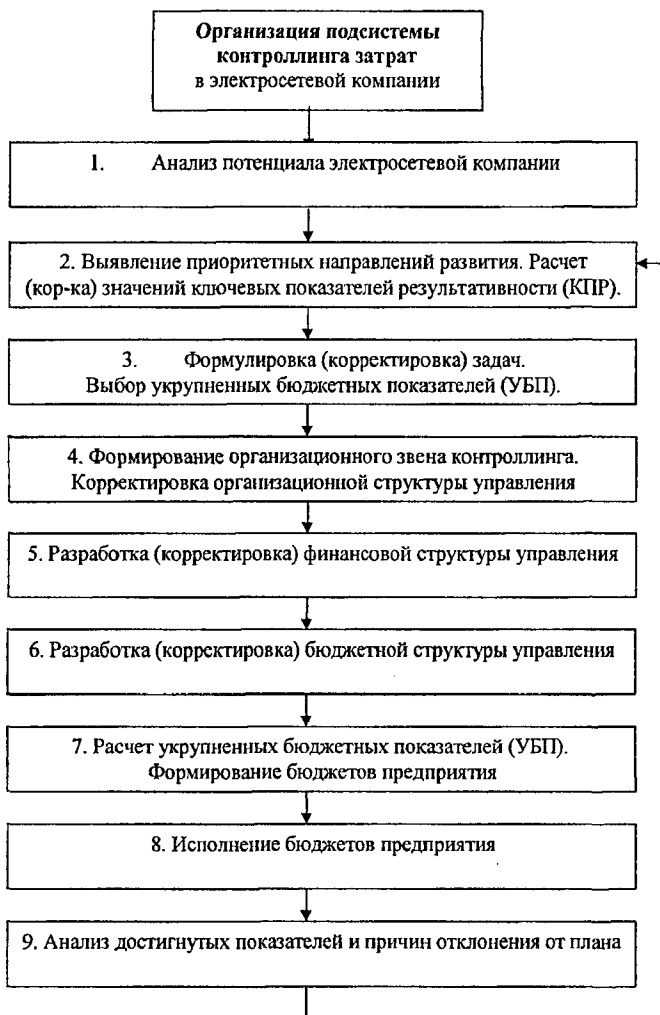 Организация подсистемы
контроллинга затрат
в электросетевой компании
1. Анализ потенциала электросетевой компании
2. Выявление приоритетных направлений развития. Расчет
(кор-ка) значений ключевых показателей результативности (КПР).
3. Формулировка (корректировка) задач.
Выбор укрупненных бюджетных показателей (УБП).
4. Формирование организационного звена контроллинга.
Корректировка организационной структуры управления
5. Разработка (корректировка) финансовой структуры управления
6. Разработка (корректировка) бюджетной структуры управления
7. Расчет укрупненных бюджетных показателей (УБП).
Формирование бюджетов предприятия
8. Исполнение бюджетов предприятия
9. Анализ достигнутых показателей и причин отклонения от плана